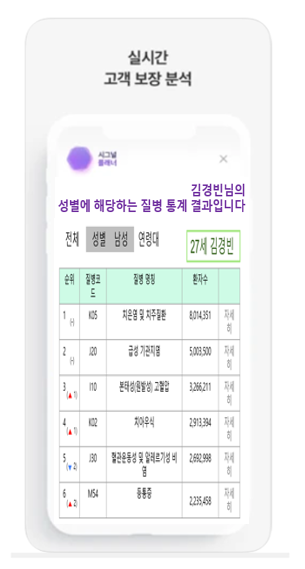 실시간
고객 보장 분석
시그널
플래너
×
김경빈님의
성별에 해당하는 질병 통계 결과입니다
전체 성별 남성 연령대 27세 김경빈
순위 질병코드 질병 명칭 환자수
1 (-) K05 치은염 및 치주질환 8,014,351 자세히
2 (-) J20 급성 기관지염 5,003,500 자세히
3 (▲ 1) I10 본태성(원발성) 고혈압 3,266,211 자세히
4 (▲ 1) K02 치아우식 2,913,394 자세히
5 (▼ 2) J30 혈관운동성 및 알레르기성 비염 2,692,998 자세히
6 (▲ 2) M54 등통증 2,235,458 자세히